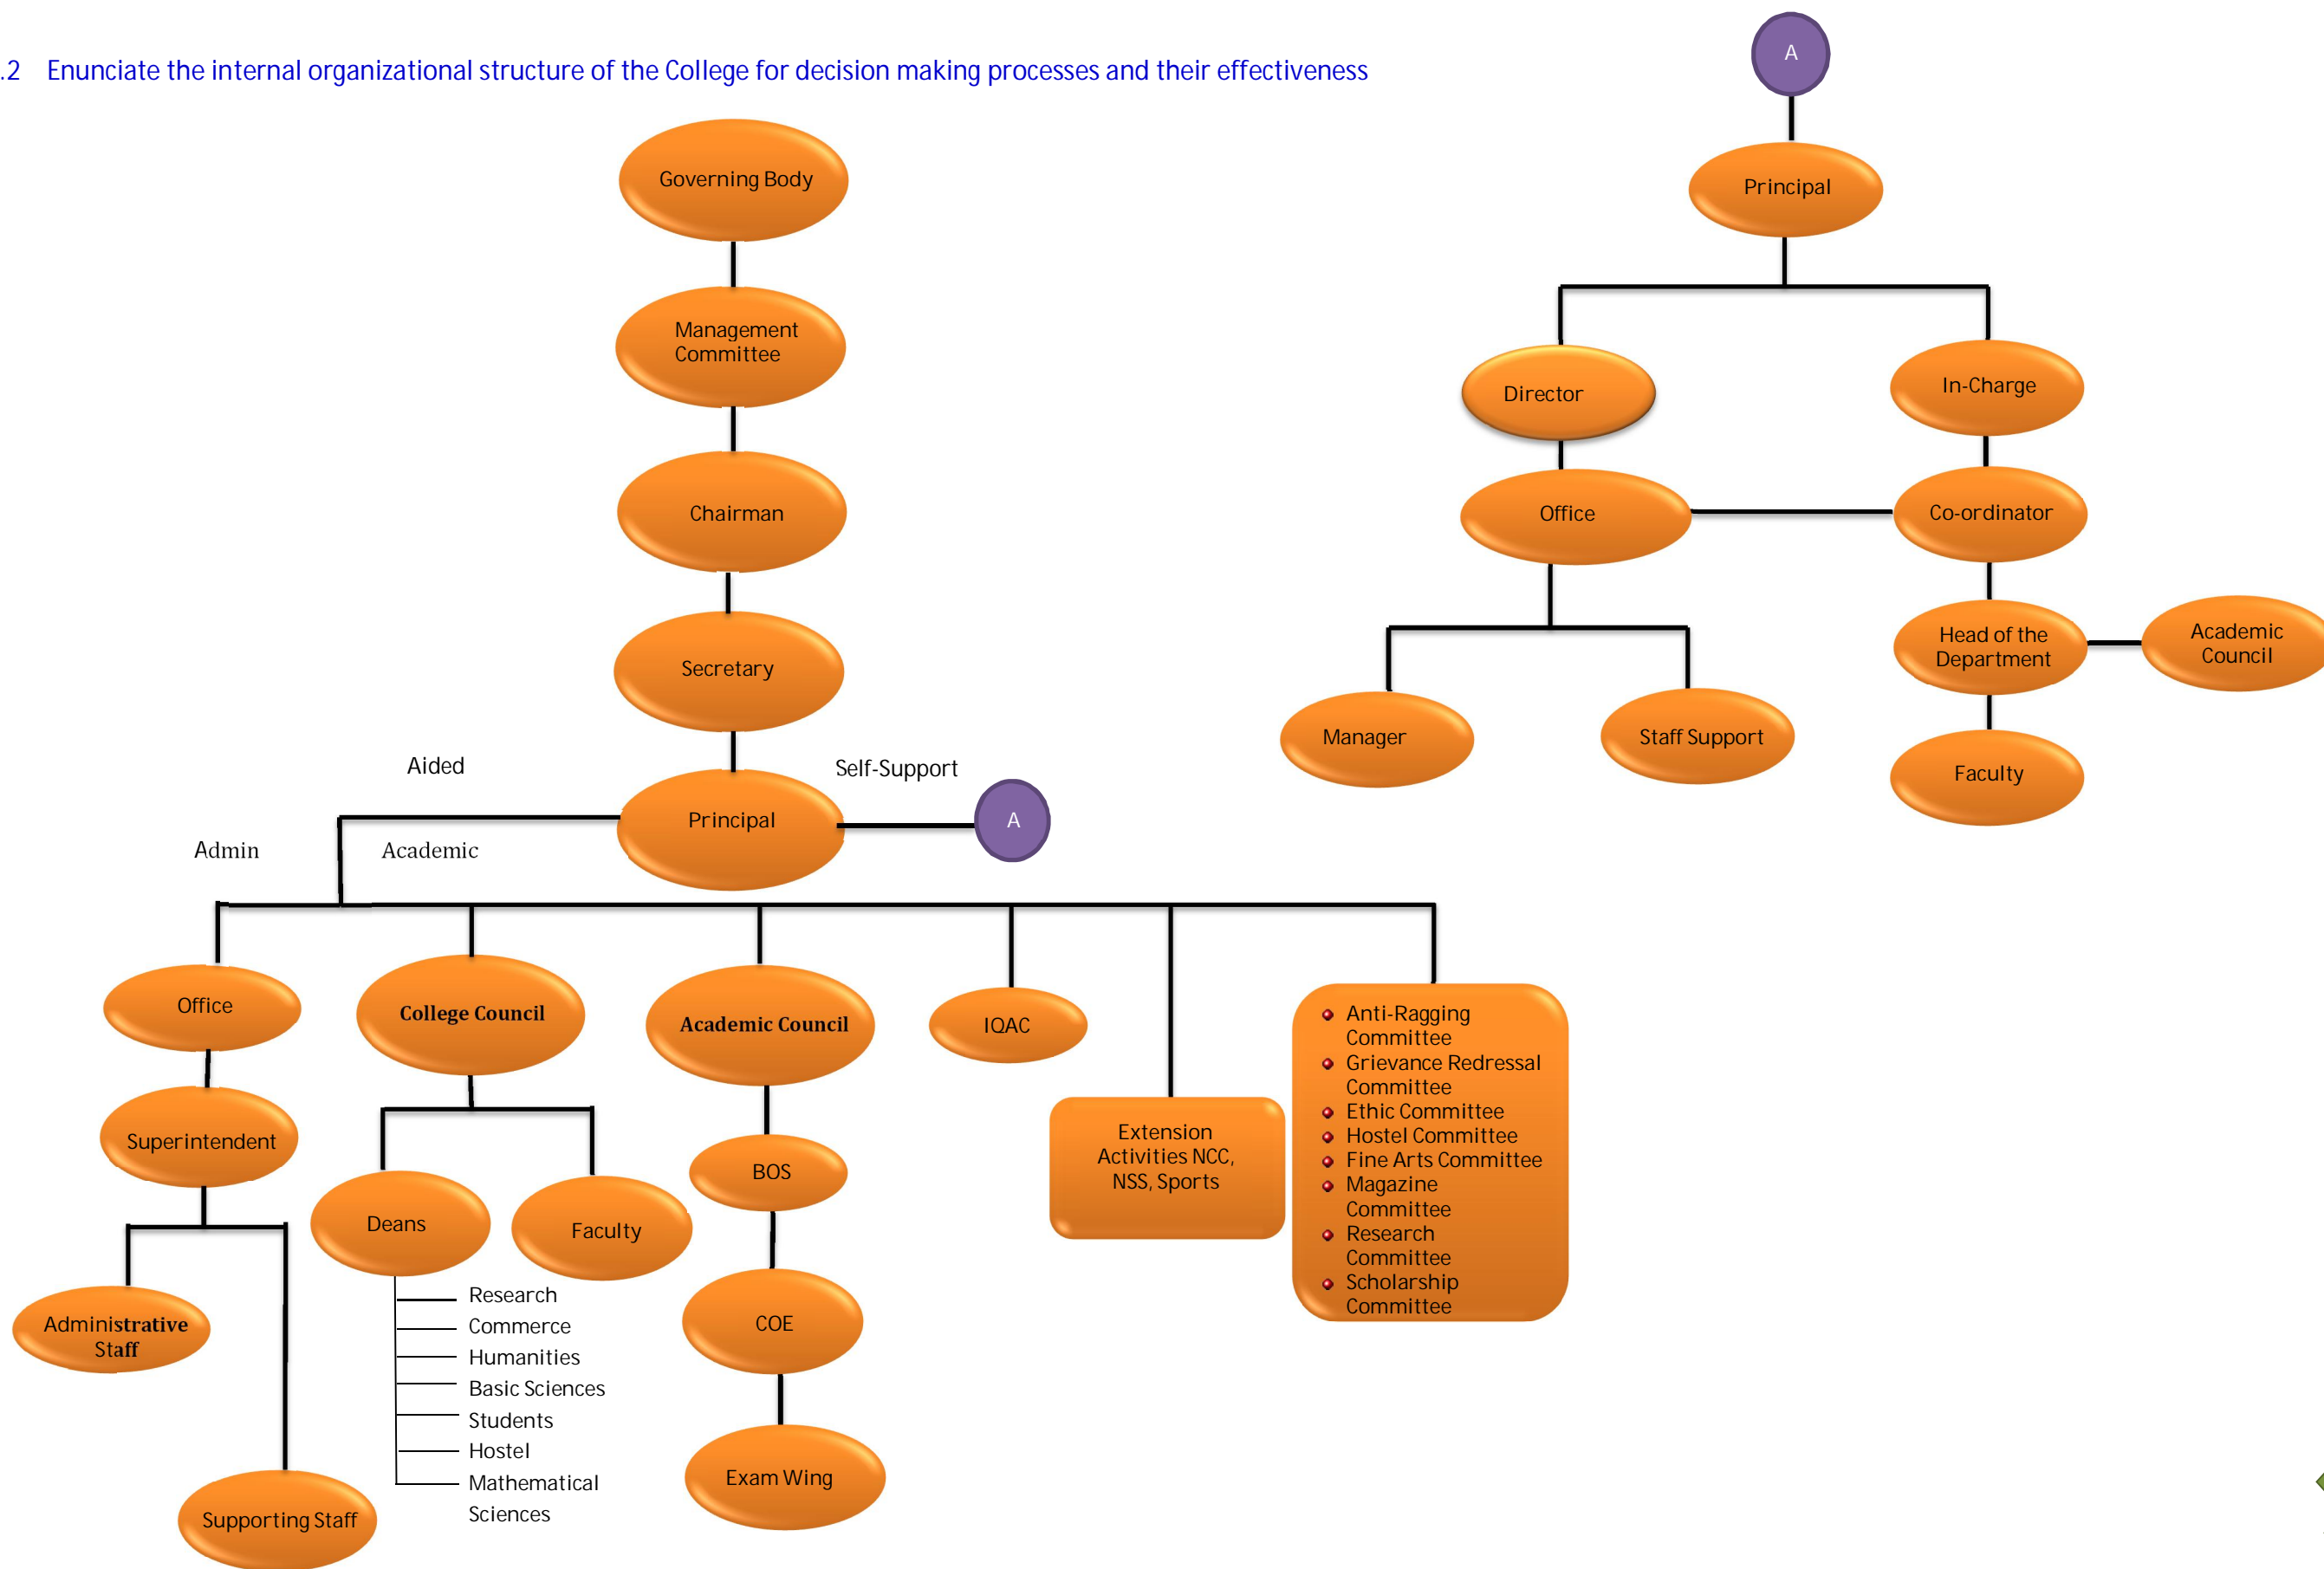 .2 Enunciate the internal organizational structure of the College for decision making processes and their effectiveness
Governing Body
Management
Committee
Chairman
Secretary
Aided
Self-Support
Principal
A
Admin
Academic
Office
College Council
Academic Council
IQAC
Superintendent
Deans
Faculty
BOS
Extension
Activities NCC,
NSS, Sports
Anti-Ragging
Committee
Grievance Redressal
Committee
Ethic Committee
Hostel Committee
Fine Arts Committee
Magazine
Committee
Research
Committee
Scholarship
Committee
Administrative
Staff
Supporting Staff
Research
Commerce
Humanities
Basic Sciences
Students
Hostel
Mathematical
Sciences
COE
Exam Wing
A
Principal
Director
In-Charge
Office
Co-ordinator
Head of the
Department
Academic
Council
Manager
Staff Support
Faculty